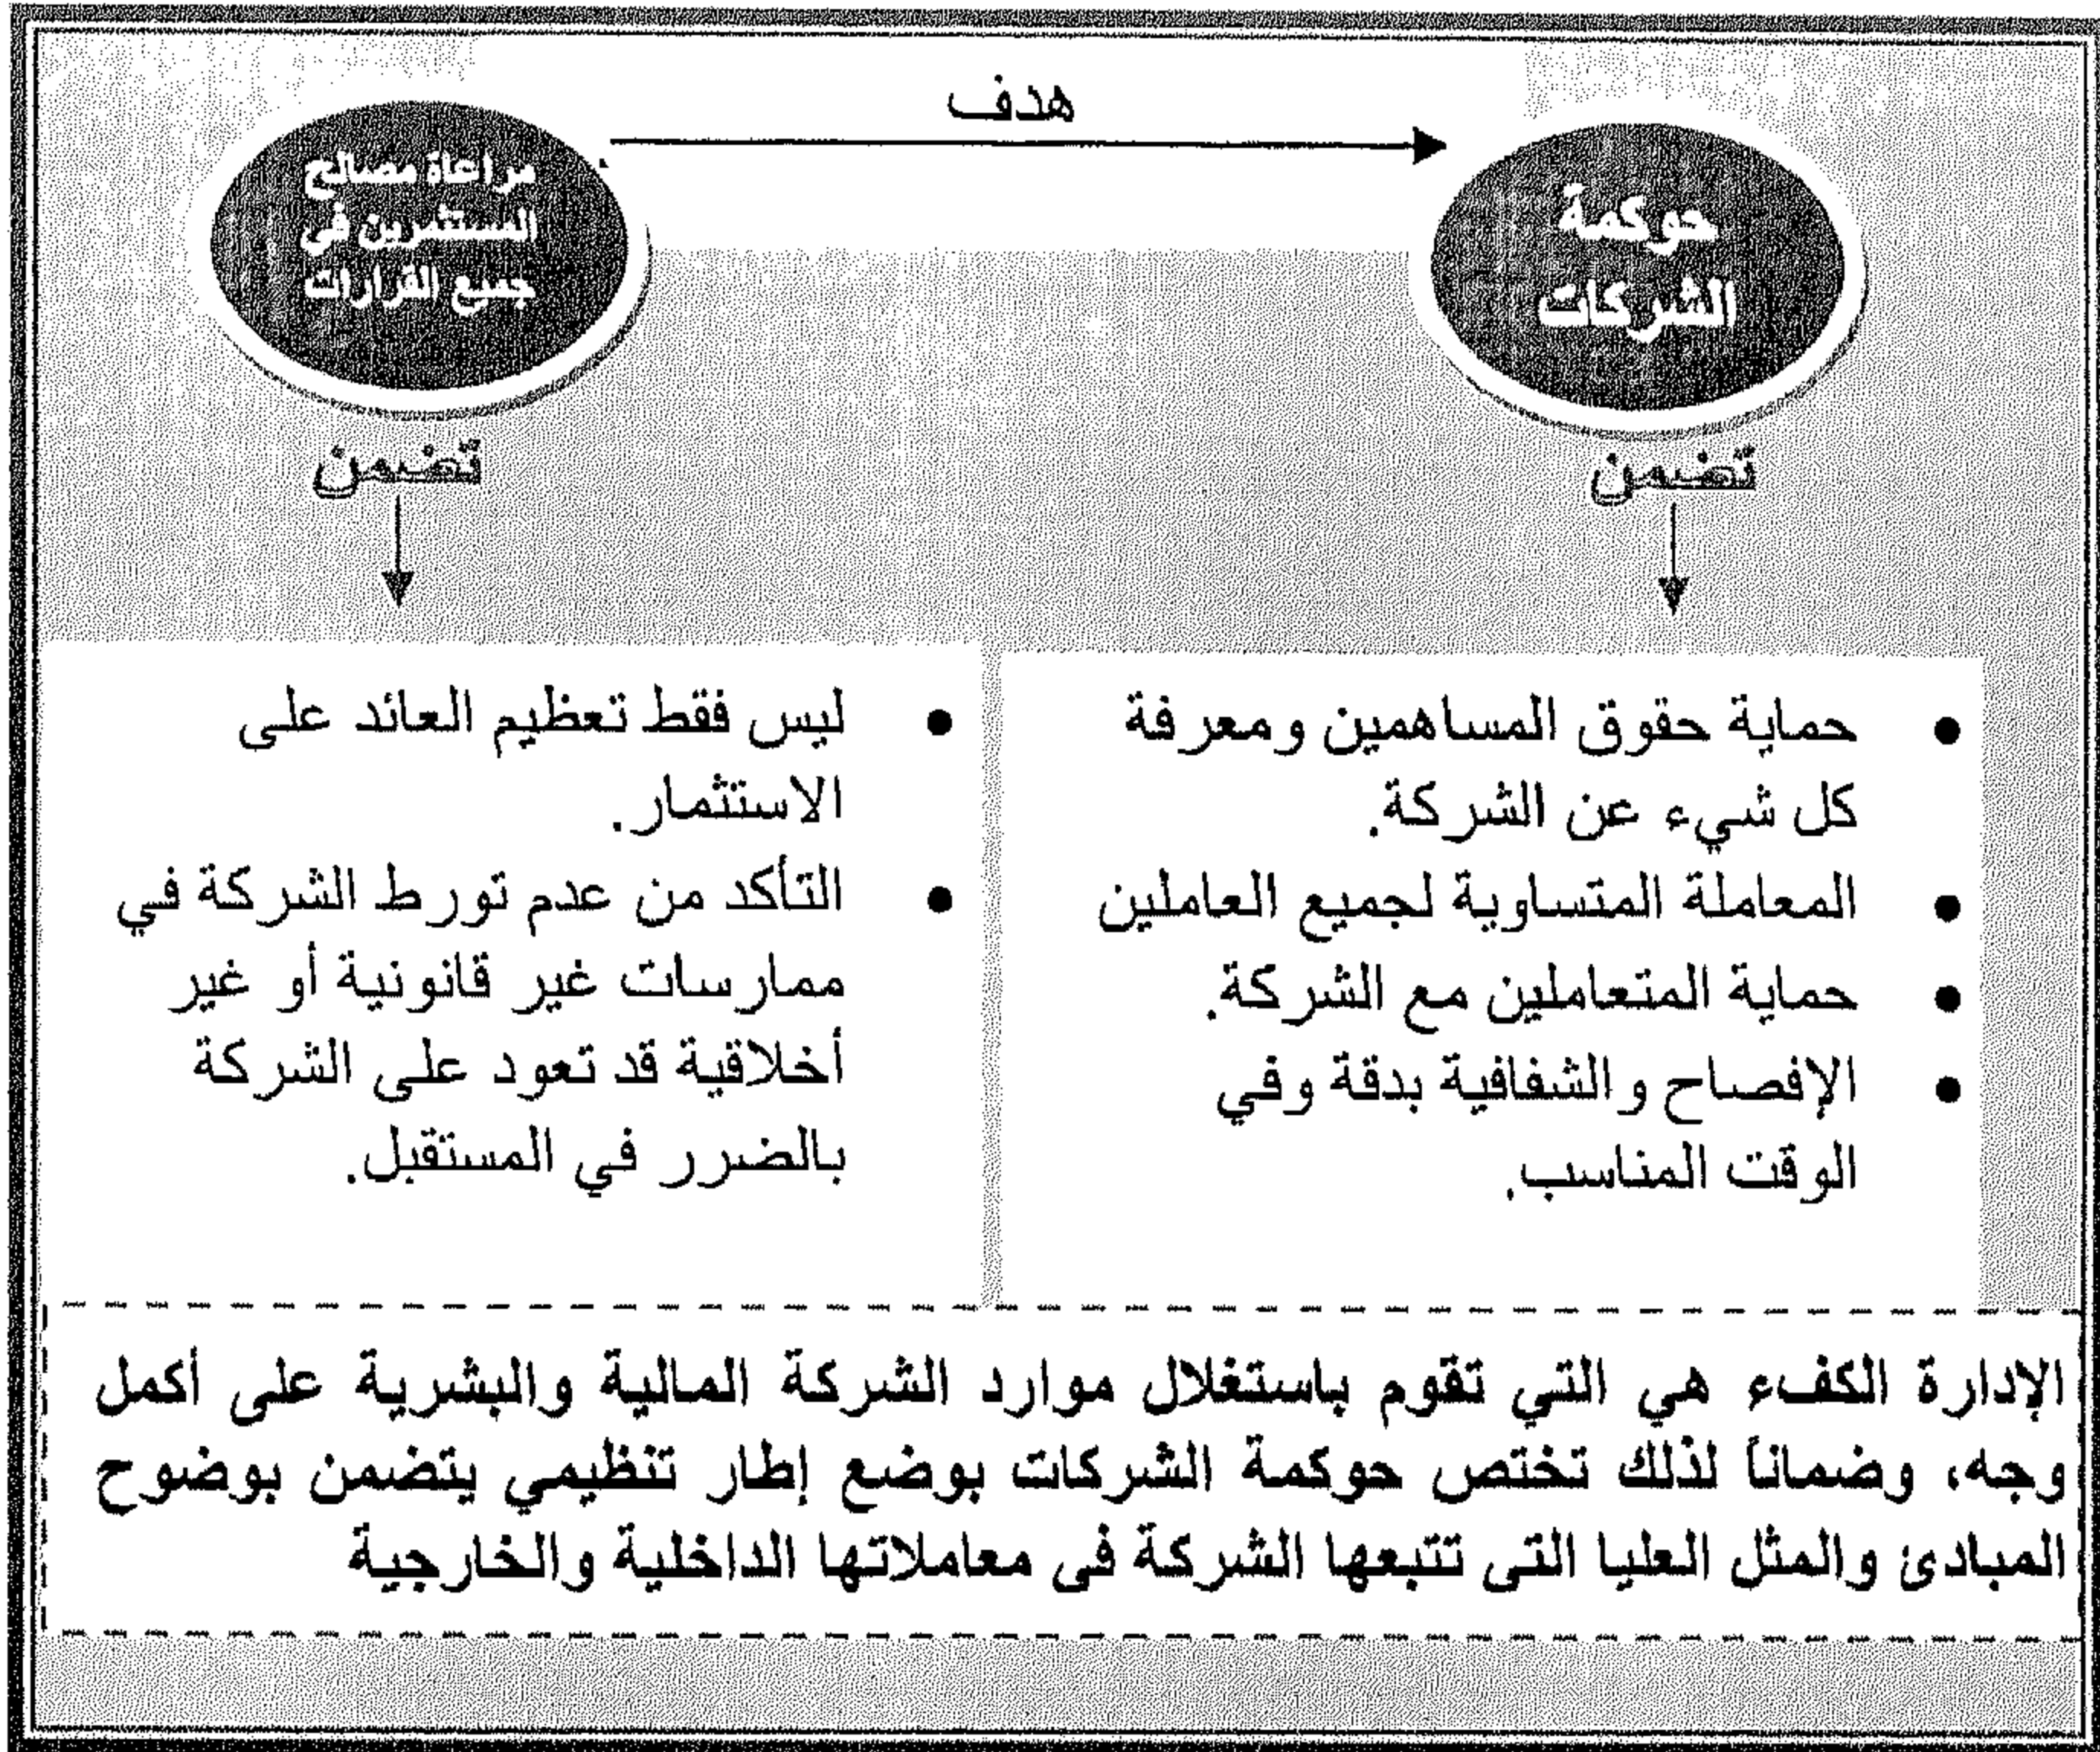 هدف
حوكمة
الشركات
مراعاة مصالح
المستثمرين في
جميع القرارات
تضمن
تضمن
• حماية حقوق المساهمين ومعرفة
كل شيء عن الشركة.
• المعاملة المتساوية لجميع العاملين
• حماية المتعاملين مع الشركة.
• الإفصاح والشفافية بدقة وفي
الوقت المناسب.
• ليس فقط تعظيم العائد على
الاستثمار.
• التأكد من عدم تورط الشركة في
ممارسات غير قانونية أو غير
أخلاقية قد تعود على الشركة
بالضرر في المستقبل.
الإدارة الكفء هي التي تقوم باستغلال موارد الشركة المالية والبشرية على أكمل
وجه، وضماناً لذلك تختص حوكمة الشركات بوضع إطار تنظيمي يتضمن بوضوح
المبادئ والمثل العليا التى تتبعها الشركة فى معاملاتها الداخلية والخارجية